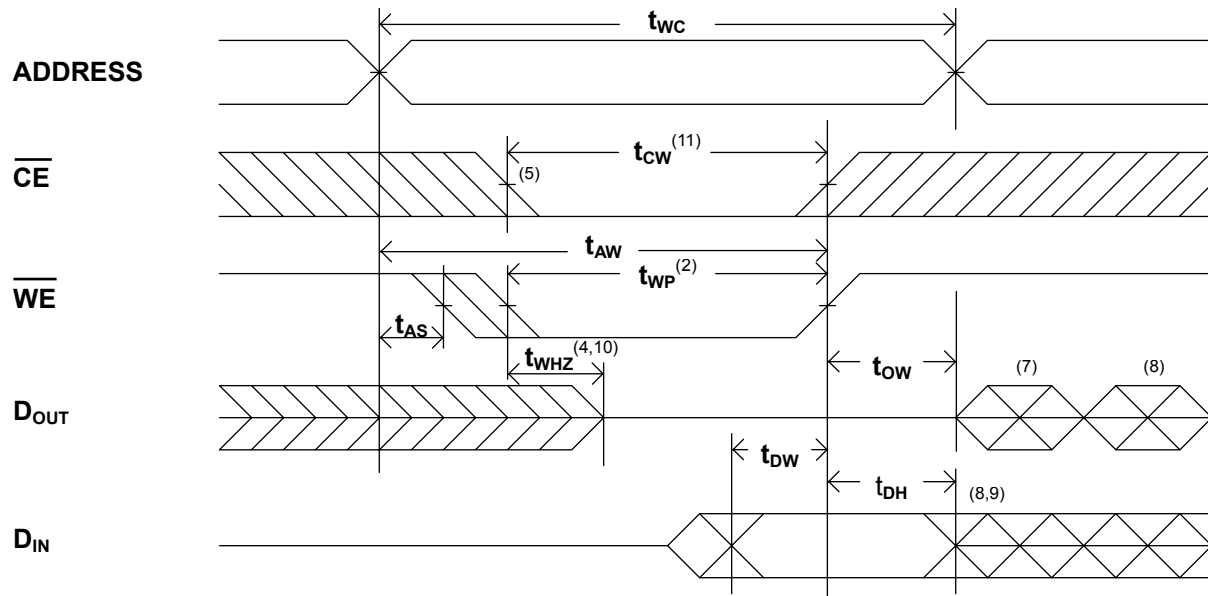 tWC
ADDRESS
CE
tCW(11)
(5)
tAW
WE
tWP(2)
tAS
tWHZ(4,10)
tOW
(7)
(8)
DOUT
tDW
tDH
(8,9)
DIN